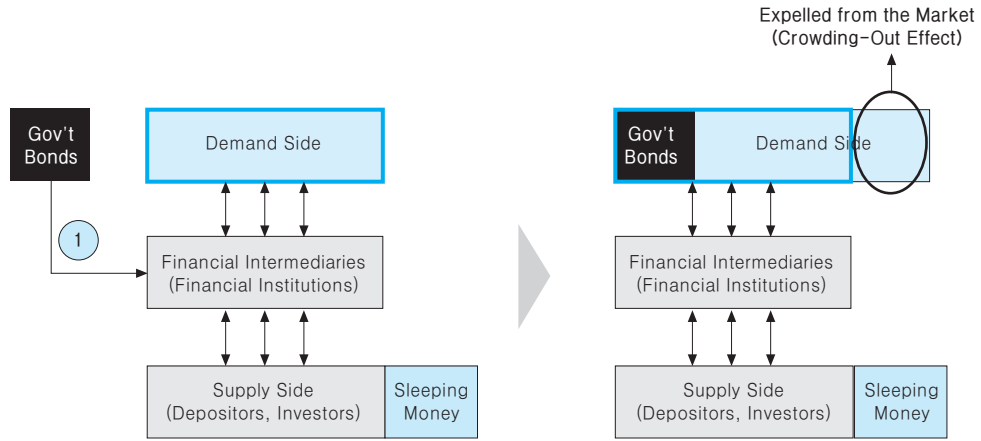 Expelled from the Market
(Crowding-Out Effect)
Gov't
Bonds
Demand Side
1
Financial Intermediaries
(Financial Institutions)
Supply Side
(Depositors, Investors)
Sleeping
Money
Gov't
Bonds
Demand Side
Financial Intermediaries
(Financial Institutions)
Supply Side
(Depositors, Investors)
Sleeping
Money